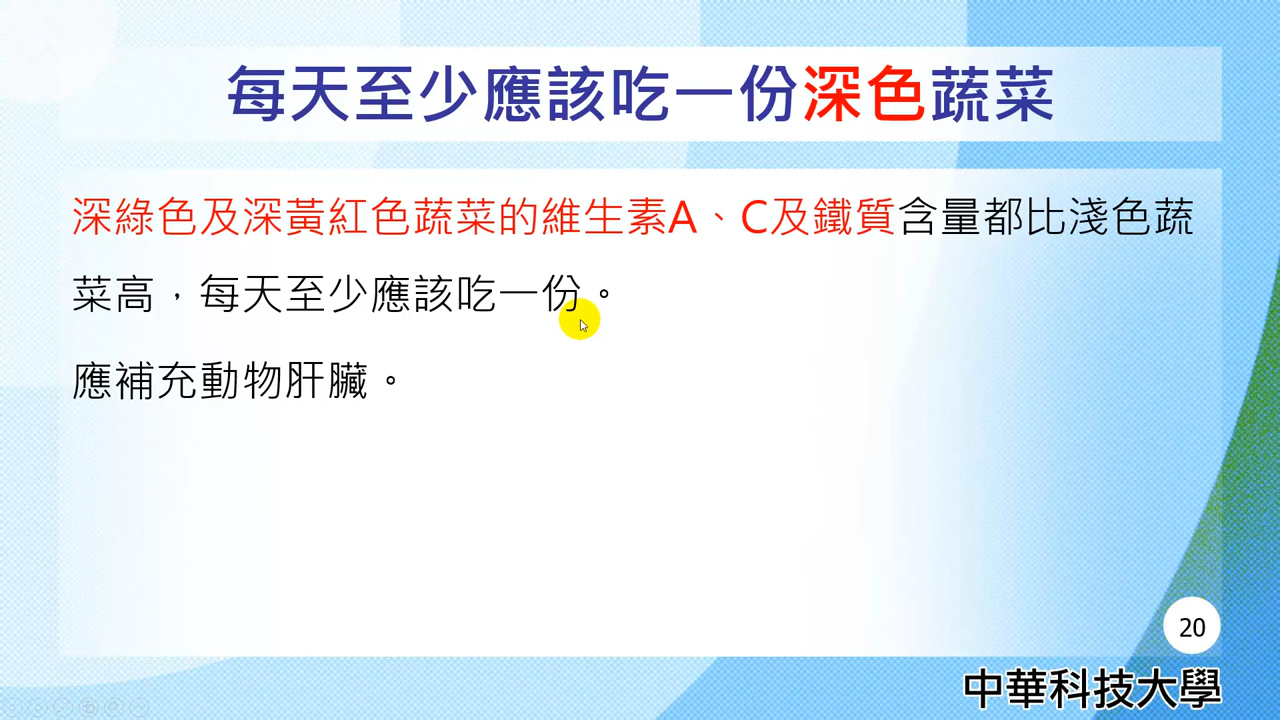 每天至少應該吃一份深色蔬菜
深綠色及深黃紅色蔬菜的維生素A、C及鐵質含量都比淺色蔬
菜高，每天至少應該吃一份。
應補充動物肝臟。
20
中華科技大學